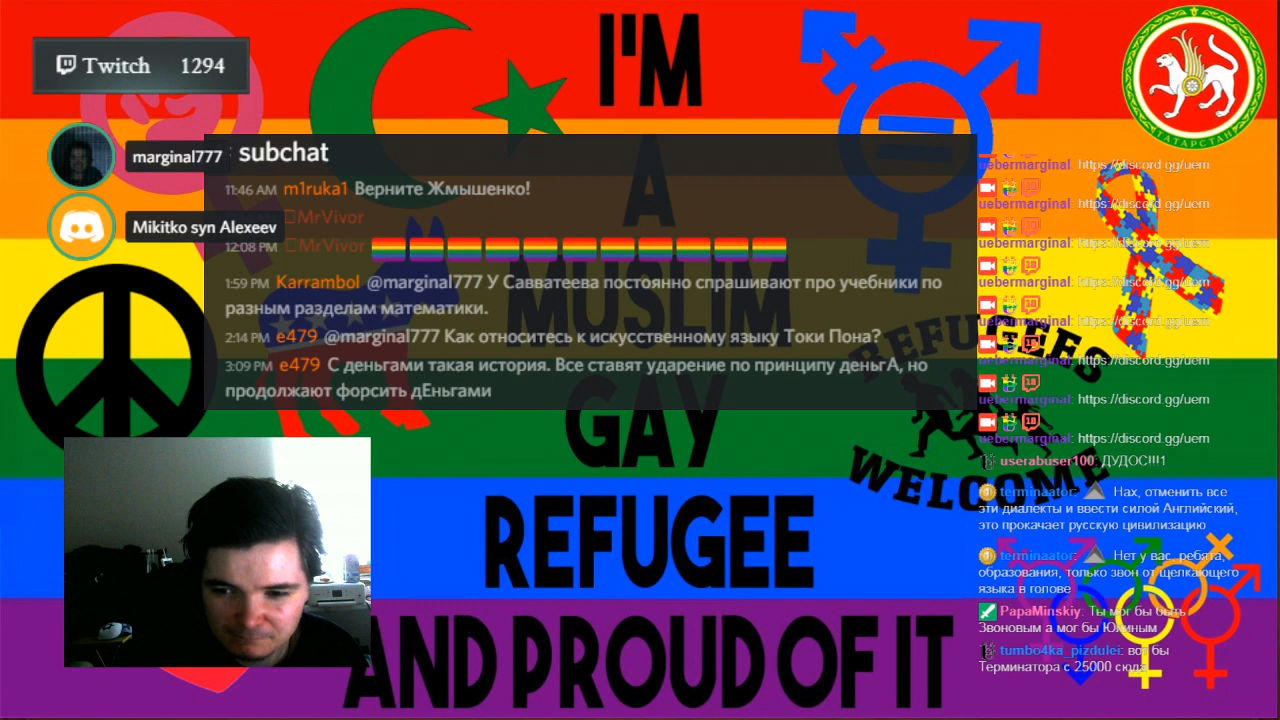 I'M
A
MUSLIM
GAY
REFUGEE
AND PROUD OF IT
Twitch 1294
ТАТАРСТАН
marginal777
Mikitko syn Alexeev
subchat
11:46 AM m1ruka1 Верните Жмышенко!
MrVivor
12:08 PM MrVivor
1:59 PM Karrambol @marginal777 У Савватеева постоянно спрашивают про учебники по
разным разделам математики.
2:14 PM e479 @marginal777 Как относитесь к искусственному языку Токи Пона?
3:09 PM e479 С деньгами такая история. Все ставят ударение по принципу деньгА, но
продолжают форсить дЕньгами
REFUGEES
WELCOME
uebermarginal: https://discord.gg/uem
uebermarginal: https://discord.gg/uem
uebermarginal: https://discord.gg/uem
uebermarginal: https://discord.gg/uem
uebermarginal: https://discord.gg/uem
18
uebermarginal: https://discord.gg/uem
18
uebermarginal: https://discord.gg/uem
18
uebermarginal: https://discord.gg/uem
userabuser100: ДУДОС!!!1
terminaator: Нах, отменить все
эти диалекты и ввести силой Английский,
это прокачает русскую цивилизацию
terminaator: Нет у вас, ребята,
образования, только звон от щелкающего
языка в голове
PapaMinskiy: Ты мог бы быть
Звоновым а мог бы Юкиным
tumbo4ka_pizdulei: вот бы
Терминатора с 25000 сюда